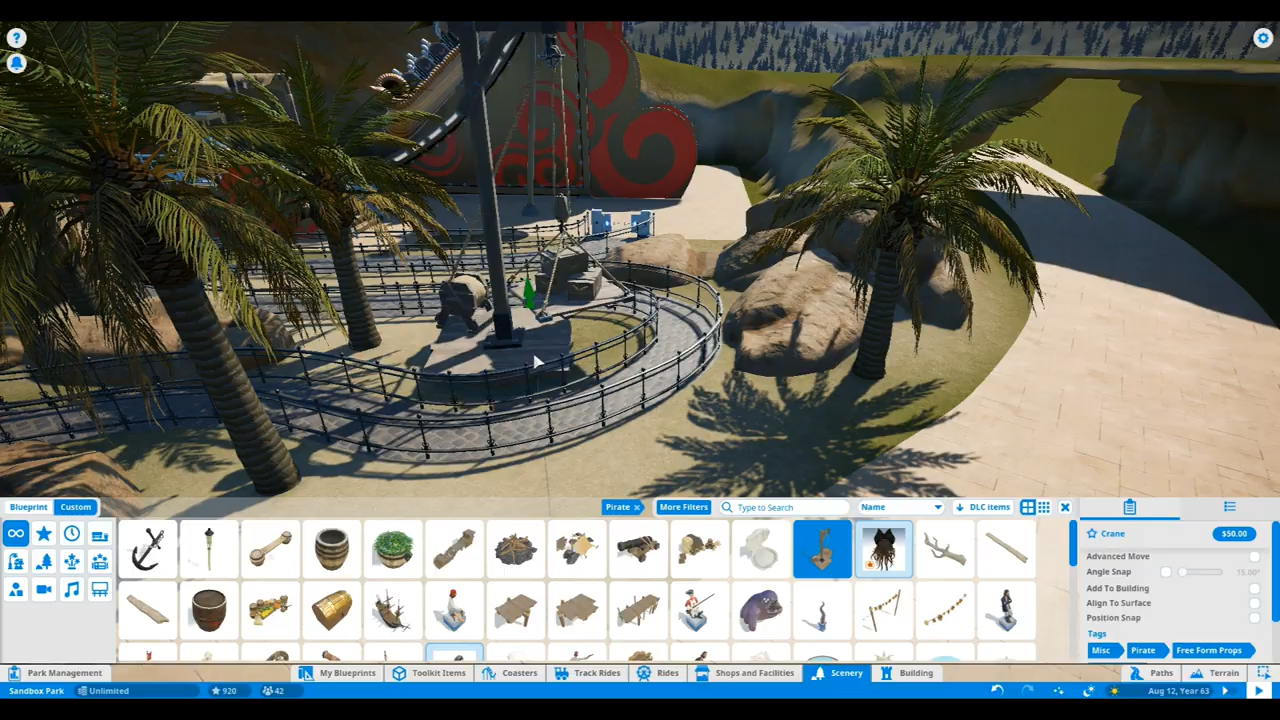 ?
Blueprint Custom Pirate × More Filters Type to Search Name DLC items
Crane $50.00
Advanced Move
Angle Snap 15.00°
Add To Building
Align To Surface
Position Snap
Tags
Misc Pirate Free Form Props
Park Management My Blueprints Toolkit Items Coasters Track Rides Rides Shops and Facilities Scenery Building Paths Terrain
Sandbox Park Unlimited 920 42 Aug 12, Year 63